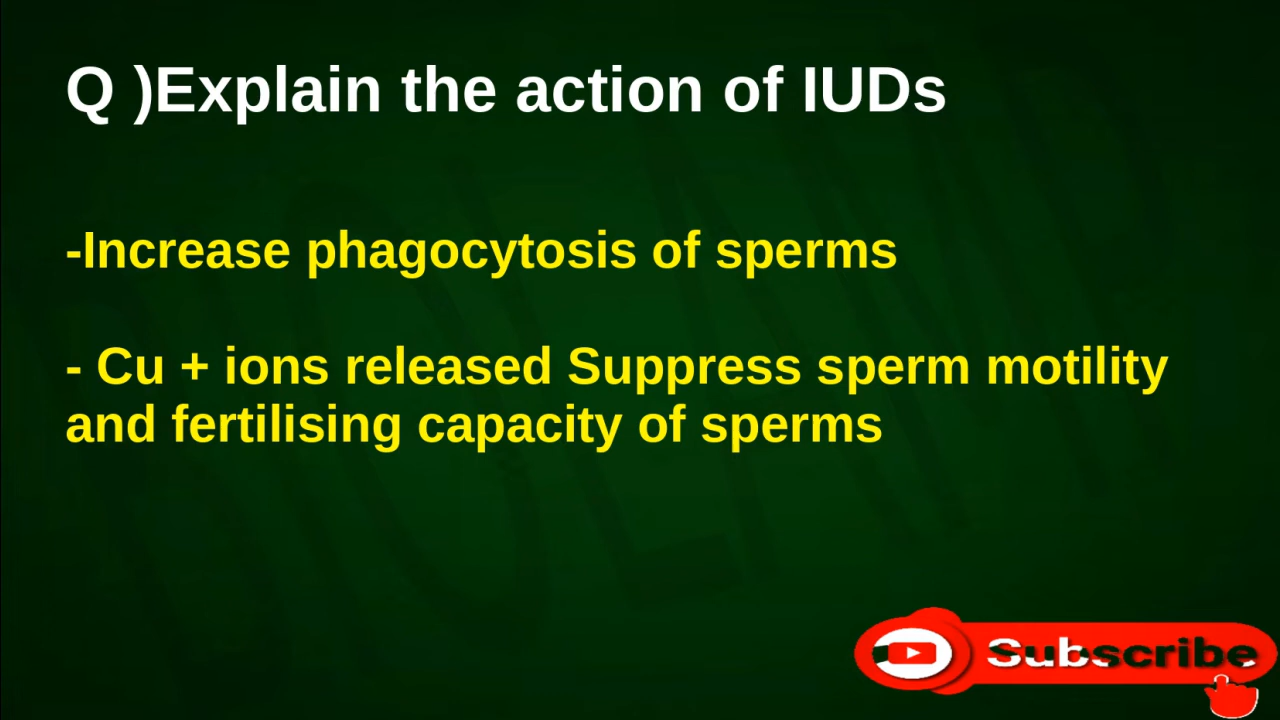 Q )Explain the action of IUDs
-Increase phagocytosis of sperms
- Cu + ions released Suppress sperm motility
and fertilising capacity of sperms
Subscribe